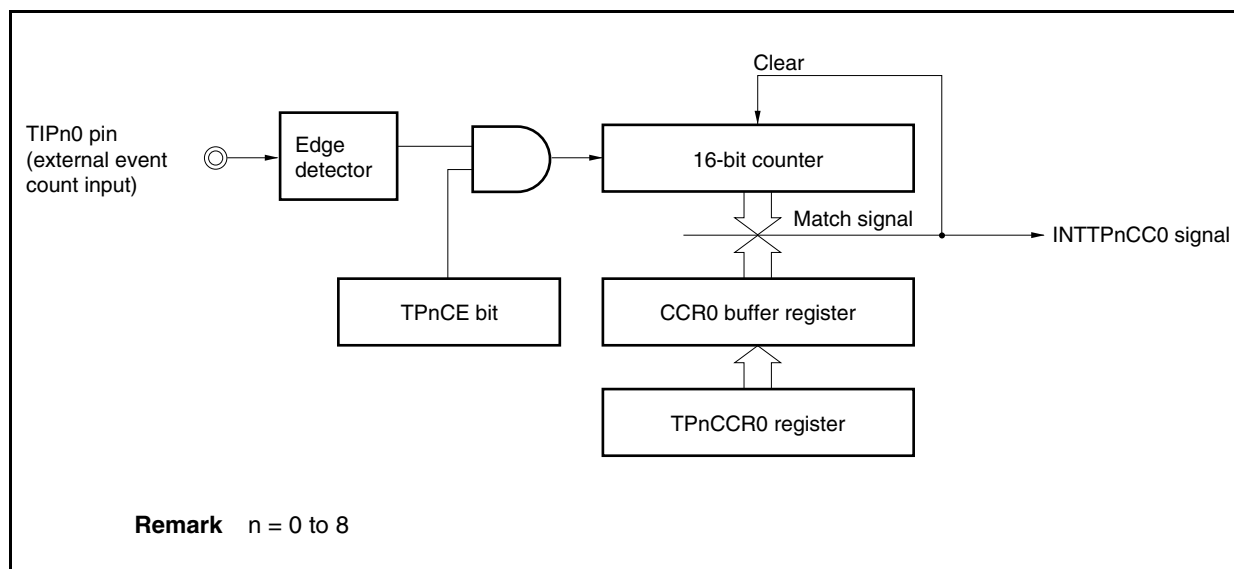 Clear
TIPn0 pin
(external event
count input)
Edge
detector
16-bit counter
Match signal
INTTPnCC0 signal
TPnCE bit
CCR0 buffer register
TPnCCR0 register
Remark n = 0 to 8